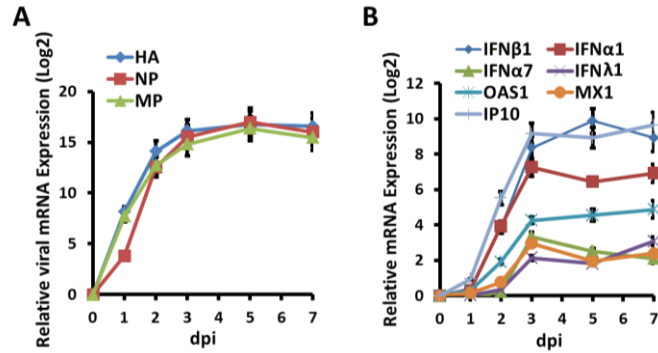 A
HA
NP
MP
Relative viral mRNA Expression (Log2)
20
15
10
5
0
0 1 2 3 4 5 6 7
dpi
B
IFNβ1 IFNα1
IFNα7 IFNλ1
OAS1 MX1
IP10
Relative mRNA Expression (Log2)
12
10
8
6
4
2
0
0 1 2 3 4 5 6 7
dpi